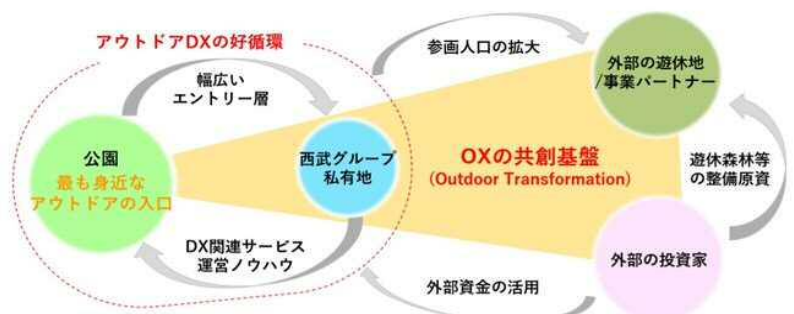 アウトドアDXの好循環
幅広い
エントリー層
公園
最も身近な
アウトドアの入口
DX関連サービス
運営ノウハウ
西武グループ
私有地
参画人口の拡大
OXの共創基盤
(Outdoor Transformation)
外部の遊休地
/事業パートナー
遊休森林等
の整備原資
外部の投資家
外部資金の活用